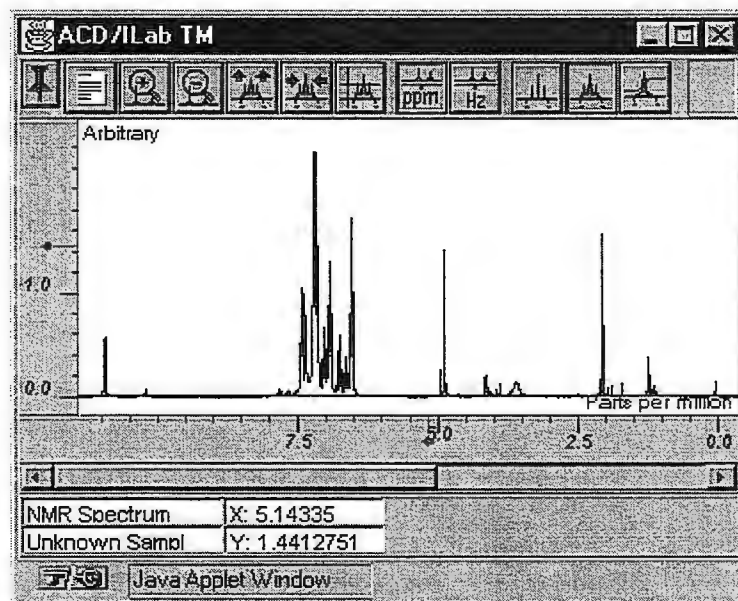 ACD/ILab TM
ppm Hz
Arbitrary
1.0
0.0
Parts per million
7.5 5.0 2.5 0.0
NMR Spectrum X: 5.14335
Unknown Sampl Y: 1.4412751
Java Applet Window